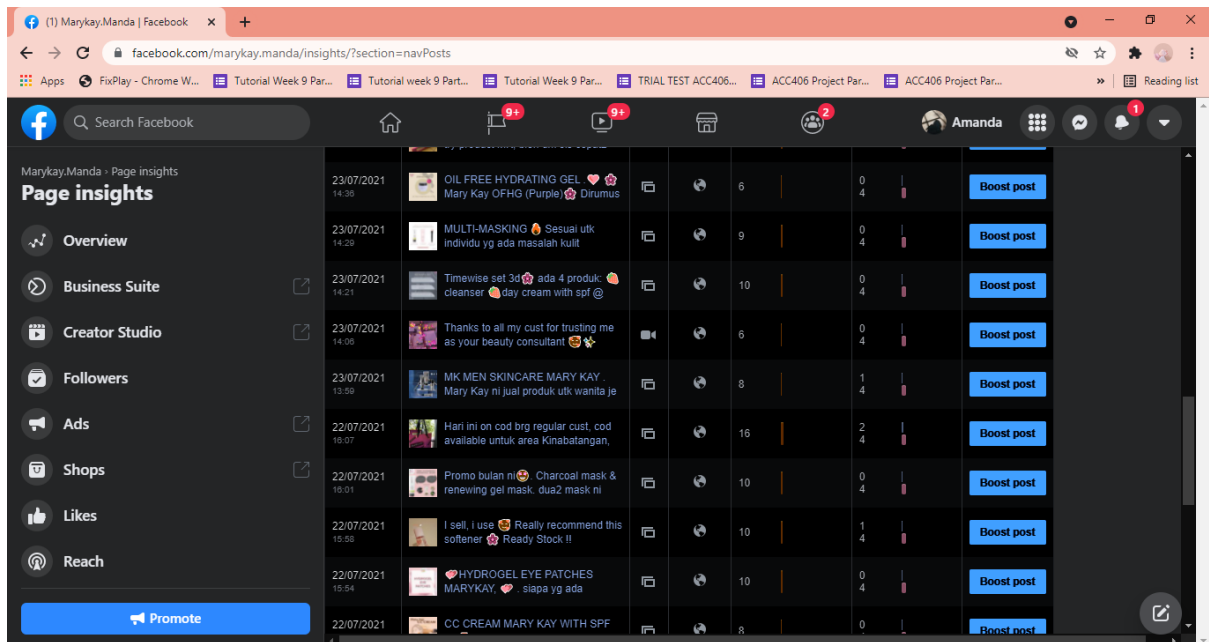 (1) Marykay.Manda | Facebook
facebook.com/marykay.manda/insights/?section=navPosts
Apps FixPlay - Chrome W... Tutorial Week 9 Par... Tutorial week 9 Part... Tutorial Week 9 Par... TRIAL TEST ACC406... ACC406 Project Par... ACC406 Project Par... » Reading list
Search Facebook 9+ 9+ 2 Amanda 1
Marykay.Manda › Page insights
Page insights
Overview
Business Suite
Creator Studio
Followers
Ads
Shops
Likes
Reach
Promote
23/07/2021 OIL FREE HYDRATING GEL . 6 0 Boost post
14:36 Mary Kay OFHG (Purple) Dirumus 4
23/07/2021 MULTI-MASKING Sesuai utk 9 0 Boost post
14:29 individu yg ada masalah kulit 4
23/07/2021 Timewise set 3d ada 4 produk: 10 0 Boost post
14:21 cleanser day cream with spf @ 4
23/07/2021 Thanks to all my cust for trusting me 6 0 Boost post
14:06 as your beauty consultant 4
23/07/2021 MK MEN SKINCARE MARY KAY . 8 1 Boost post
13:59 Mary Kay ni jual produk utk wanita je 4
22/07/2021 Hari ini on cod brg regular cust, cod 16 2 Boost post
16:07 available untuk area Kinabatangan, 4
22/07/2021 Promo bulan ni . Charcoal mask & 10 0 Boost post
16:01 renewing gel mask. dua2 mask ni 4
22/07/2021 I sell, i use Really recommend this 10 1 Boost post
15:58 softener Ready Stock !! 4
22/07/2021 HYDROGEL EYE PATCHES 10 0 Boost post
15:54 MARYKAY, . siapa yg ada 4
22/07/2021 CC CREAM MARY KAY WITH SPF 8 0 Boost post